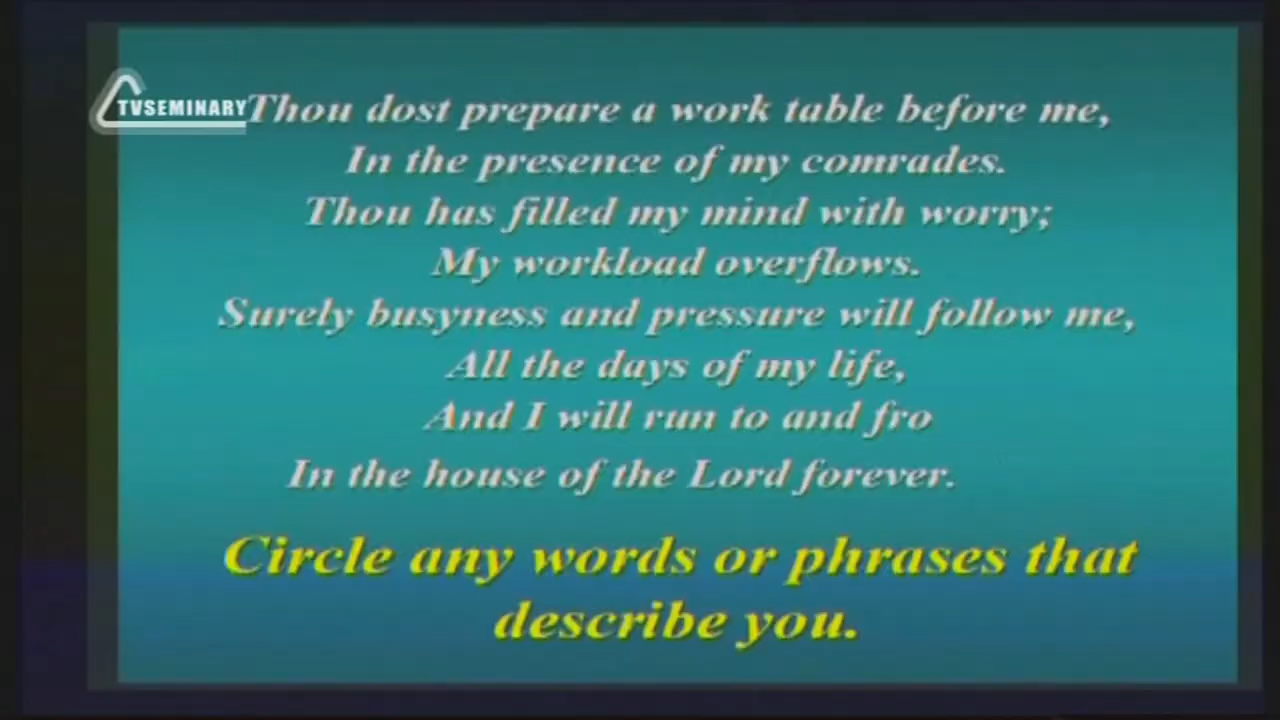 TVSEMINARY
Thou dost prepare a work table before me,
In the presence of my comrades.
Thou has filled my mind with worry;
My workload overflows.
Surely busyness and pressure will follow me,
All the days of my life,
And I will run to and fro
In the house of the Lord forever.
Circle any words or phrases that
describe you.